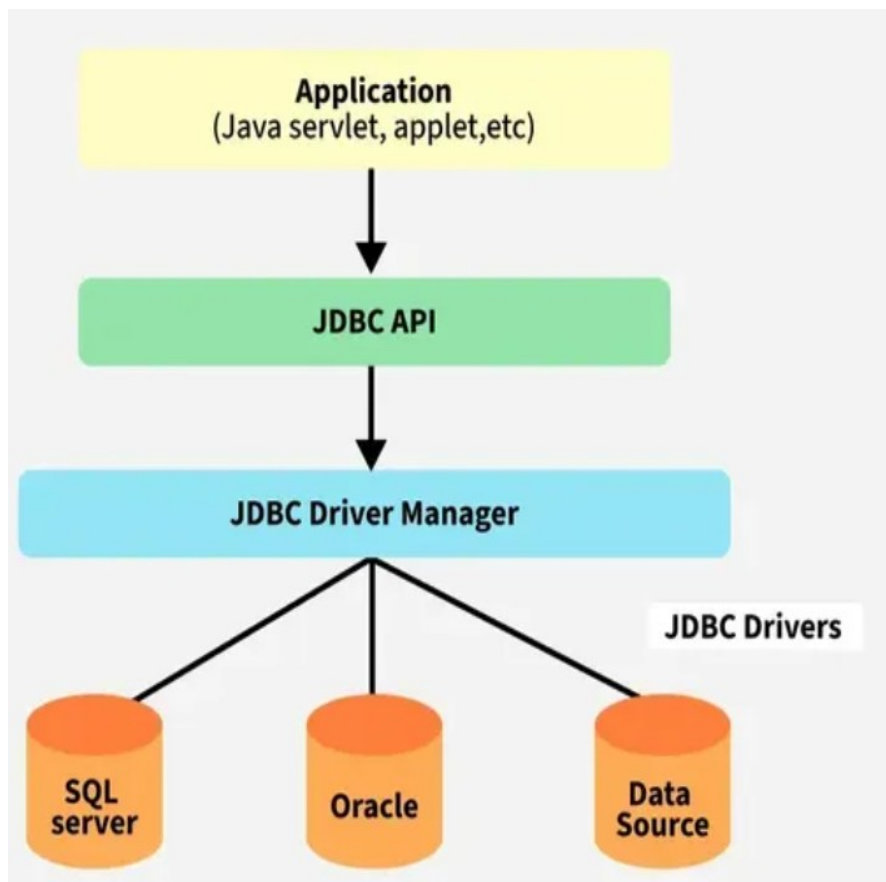 Application
(Java servlet, applet,etc)
JDBC API
JDBC Driver Manager
JDBC Drivers
SQL
server
Oracle
Data
Source